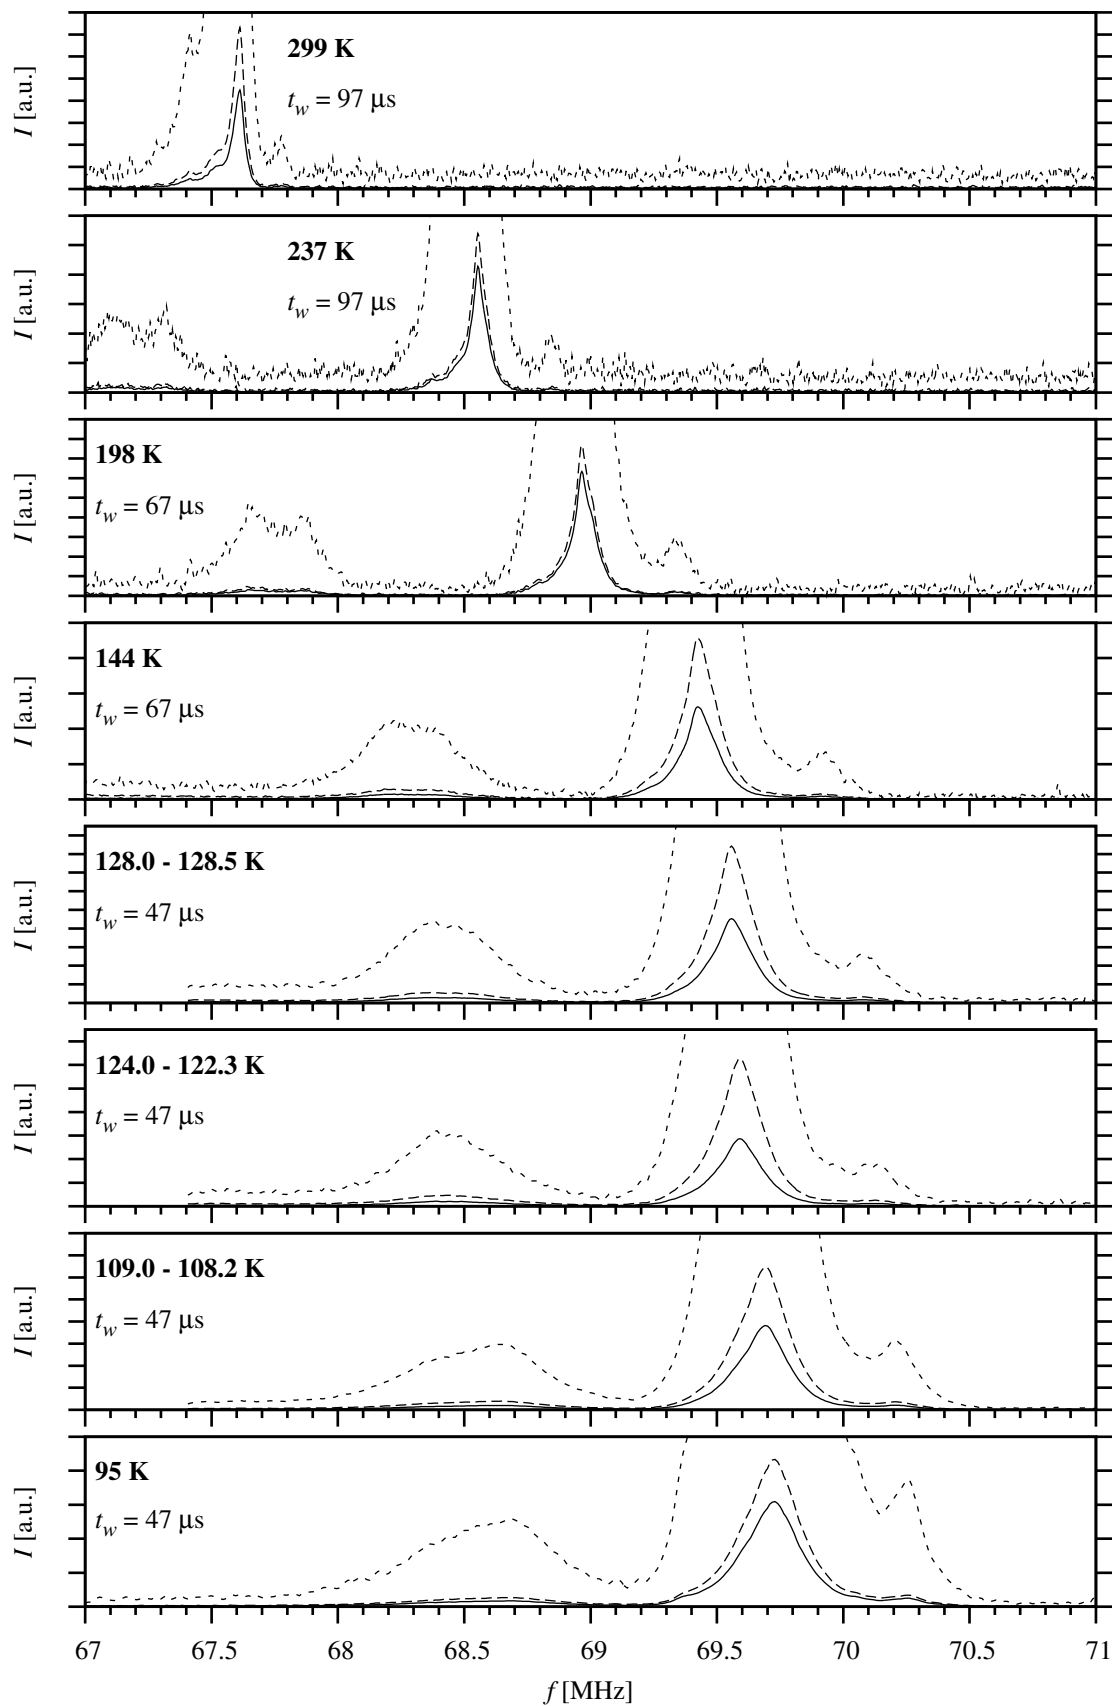 299 K
t_w = 97 μs
I [a.u.]
237 K
t_w = 97 μs
I [a.u.]
198 K
t_w = 67 μs
I [a.u.]
144 K
t_w = 67 μs
I [a.u.]
128.0 - 128.5 K
t_w = 47 μs
I [a.u.]
124.0 - 122.3 K
t_w = 47 μs
I [a.u.]
109.0 - 108.2 K
t_w = 47 μs
I [a.u.]
95 K
t_w = 47 μs
I [a.u.]
67 67.5 68 68.5 69 69.5 70 70.5 71
f [MHz]